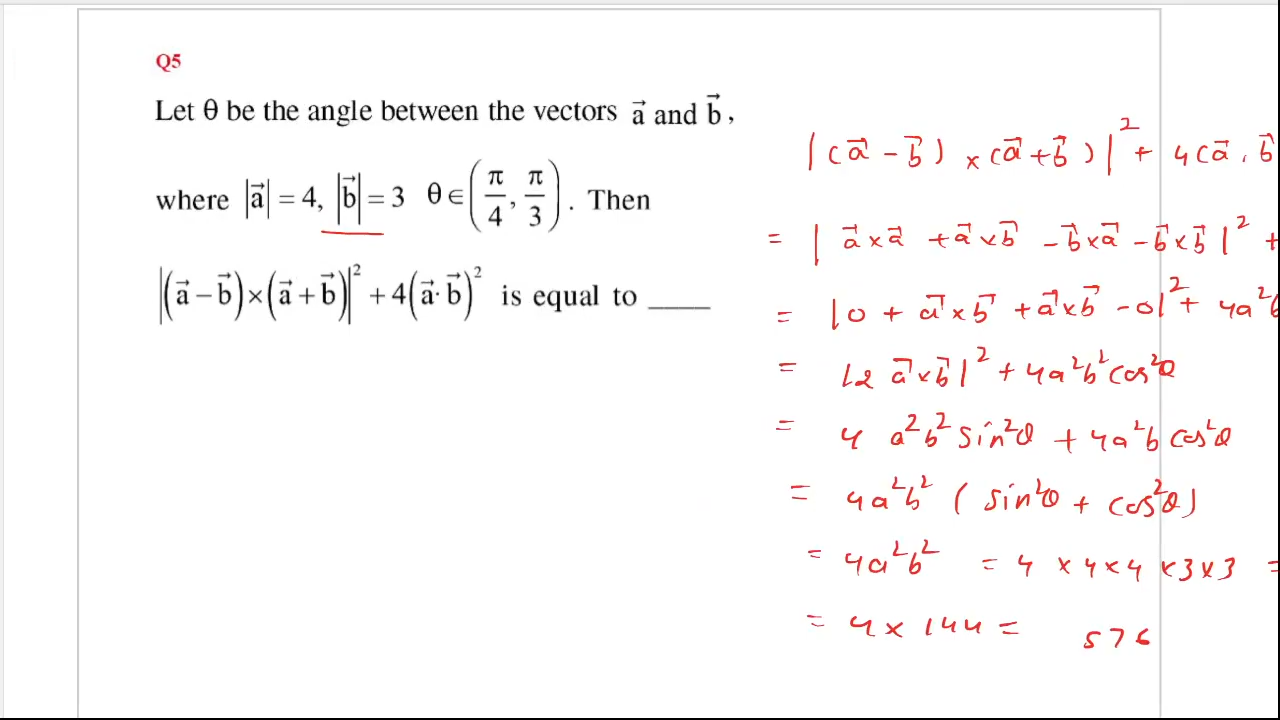 Q5
Let θ be the angle between the vectors a⃗ and b⃗,
where |a⃗| = 4, |b⃗| = 3 θ ∈ (π/4, π/3). Then
|(a⃗ − b⃗) × (a⃗ + b⃗)|² + 4(a⃗ · b⃗)² is equal to ____
|(a⃗ − b⃗) × (a⃗ + b⃗)|² + 4(a⃗ . b⃗
= |a⃗ × a⃗ + a⃗ × b⃗ − b⃗ × a⃗ − b⃗ × b⃗|² +
= |0 + a⃗ × b⃗ + a⃗ × b⃗ − 0|² + 4a²b
= |2 a⃗ × b⃗|² + 4a²b²cos²θ
= 4 a²b² sin²θ + 4a²b cos²θ
= 4a²b² (sin²θ + cos²θ)
= 4a²b² = 4 × 4 × 4 × 3 × 3 =
= 4 × 144 = 576